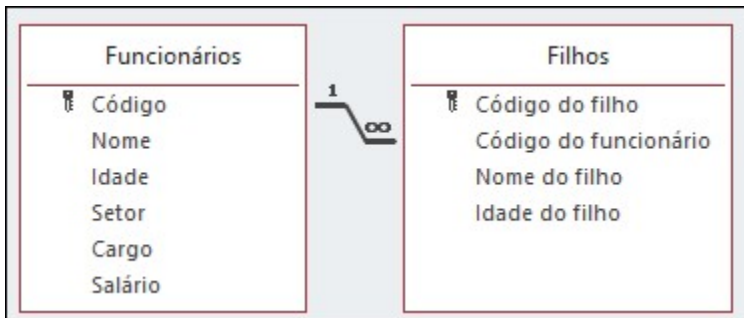 Funcionários
Código
Nome
Idade
Setor
Cargo
Salário
1
∞
Filhos
Código do filho
Código do funcionário
Nome do filho
Idade do filho